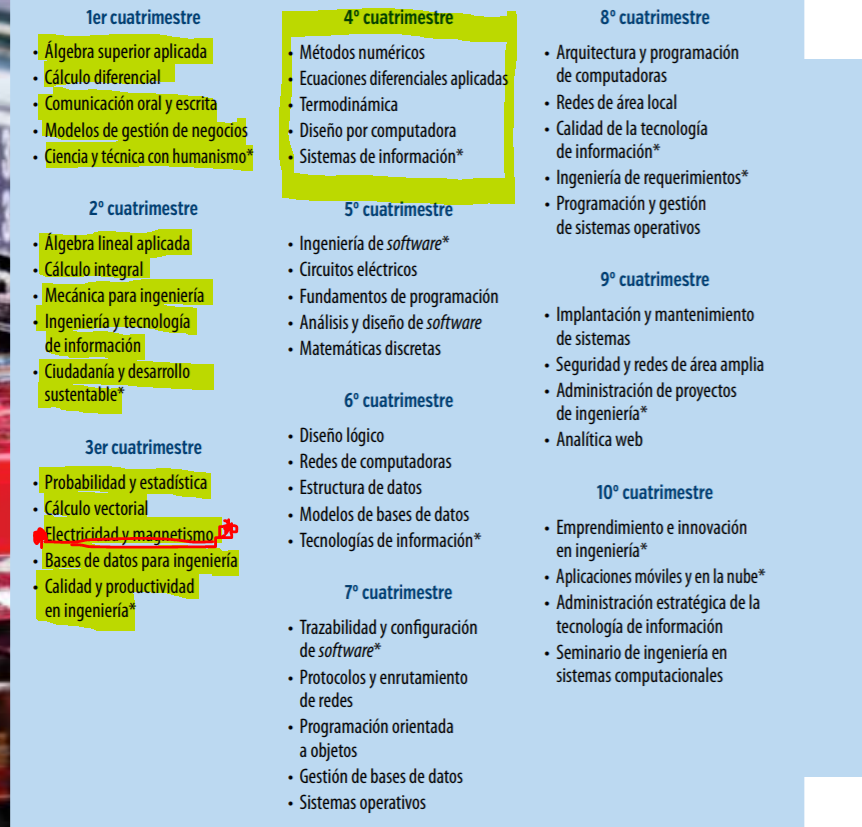 1er cuatrimestre
• Álgebra superior aplicada
• Cálculo diferencial
• Comunicación oral y escrita
• Modelos de gestión de negocios
• Ciencia y técnica con humanismo*
2º cuatrimestre
• Álgebra lineal aplicada
• Cálculo integral
• Mecánica para ingeniería
• Ingeniería y tecnología
de información
• Ciudadanía y desarrollo
sustentable*
3er cuatrimestre
• Probabilidad y estadística
• Cálculo vectorial
Electricidad y magnetismo
• Bases de datos para ingeniería
• Calidad y productividad
en ingeniería*
4º cuatrimestre
• Métodos numéricos
• Ecuaciones diferenciales aplicadas
• Termodinámica
• Diseño por computadora
• Sistemas de información*
5º cuatrimestre
• Ingeniería de software*
• Circuitos eléctricos
• Fundamentos de programación
• Análisis y diseño de software
• Matemáticas discretas
6º cuatrimestre
• Diseño lógico
• Redes de computadoras
• Estructura de datos
• Modelos de bases de datos
• Tecnologías de información*
7º cuatrimestre
• Trazabilidad y configuración
de software*
• Protocolos y enrutamiento
de redes
• Programación orientada
a objetos
• Gestión de bases de datos
• Sistemas operativos
8º cuatrimestre
• Arquitectura y programación
de computadoras
• Redes de área local
• Calidad de la tecnología
de información*
• Ingeniería de requerimientos*
• Programación y gestión
de sistemas operativos
9º cuatrimestre
• Implantación y mantenimiento
de sistemas
• Seguridad y redes de área amplia
• Administración de proyectos
de ingeniería*
• Analítica web
10º cuatrimestre
• Emprendimiento e innovación
en ingeniería*
• Aplicaciones móviles y en la nube*
• Administración estratégica de la
tecnología de información
• Seminario de ingeniería en
sistemas computacionales